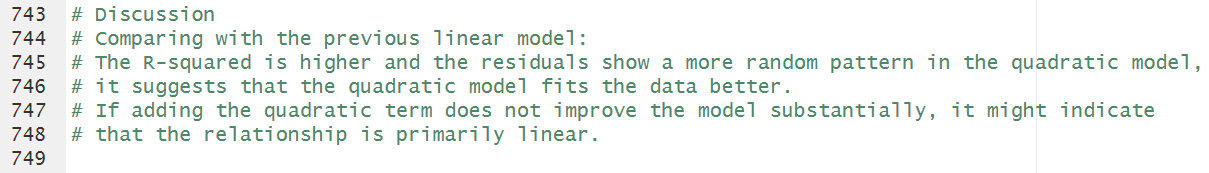 743 # Discussion
744 # Comparing with the previous linear model:
745 # The R-squared is higher and the residuals show a more random pattern in the quadratic model,
746 # it suggests that the quadratic model fits the data better.
747 # If adding the quadratic term does not improve the model substantially, it might indicate
748 # that the relationship is primarily linear.
749